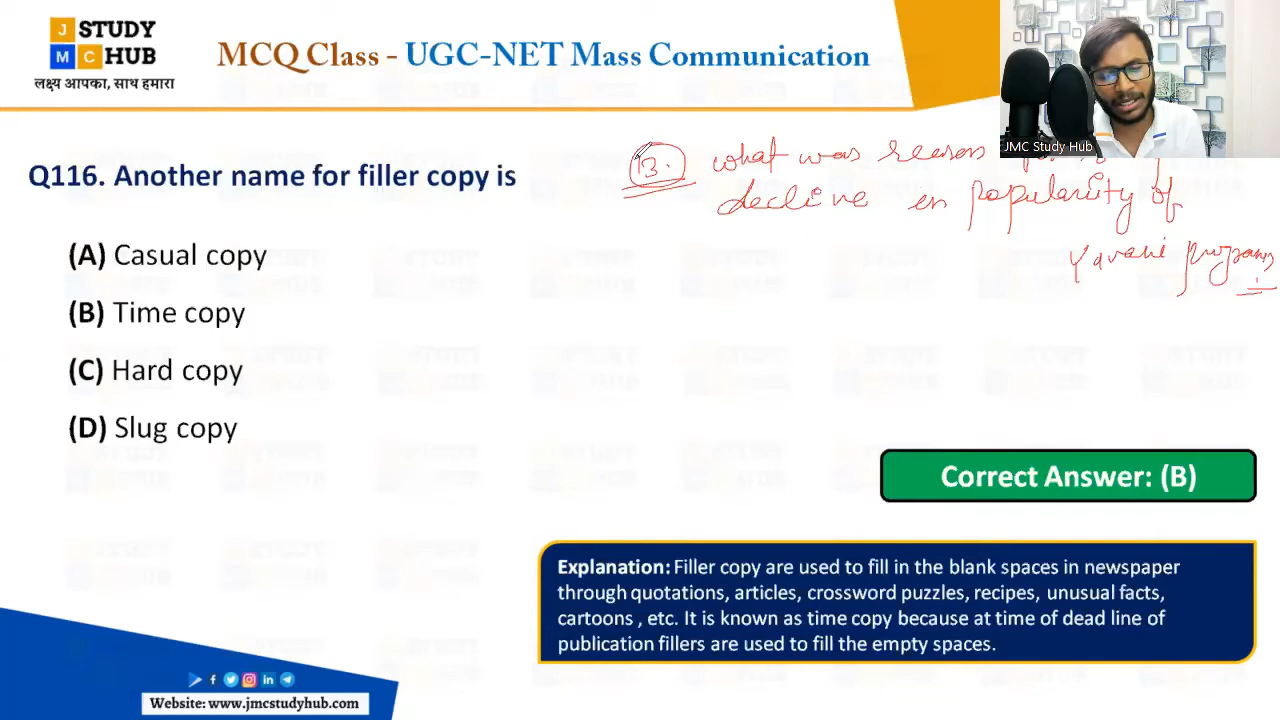 J STUDY
M C HUB
लक्ष्य आपका, साथ हमारा
MCQ Class - UGC-NET Mass Communication
JMC Study Hub
Q116. Another name for filler copy is
(A) Casual copy
(B) Time copy
(C) Hard copy
(D) Slug copy
13. what was reason
decline in popularity of
programs
Correct Answer: (B)
Explanation: Filler copy are used to fill in the blank spaces in newspaper
through quotations, articles, crossword puzzles, recipes, unusual facts,
cartoons , etc. It is known as time copy because at time of dead line of
publication fillers are used to fill the empty spaces.
Website: www.jmcstudyhub.com